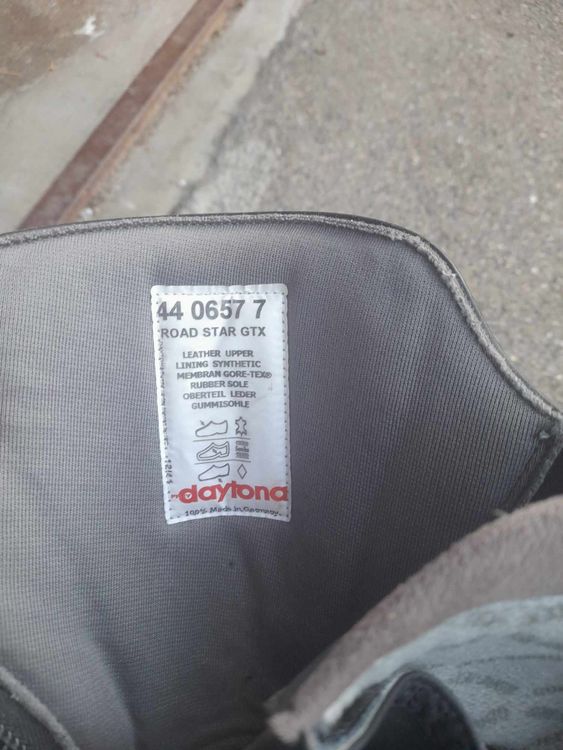 44 0657 7
ROAD STAR GTX
LEATHER UPPER
LINING SYNTHETIC
MEMBRAN GORE-TEX®
RUBBER SOLE
OBERTEIL LEDER
GUMMISOHLE
by daytona
100% Made in Germany